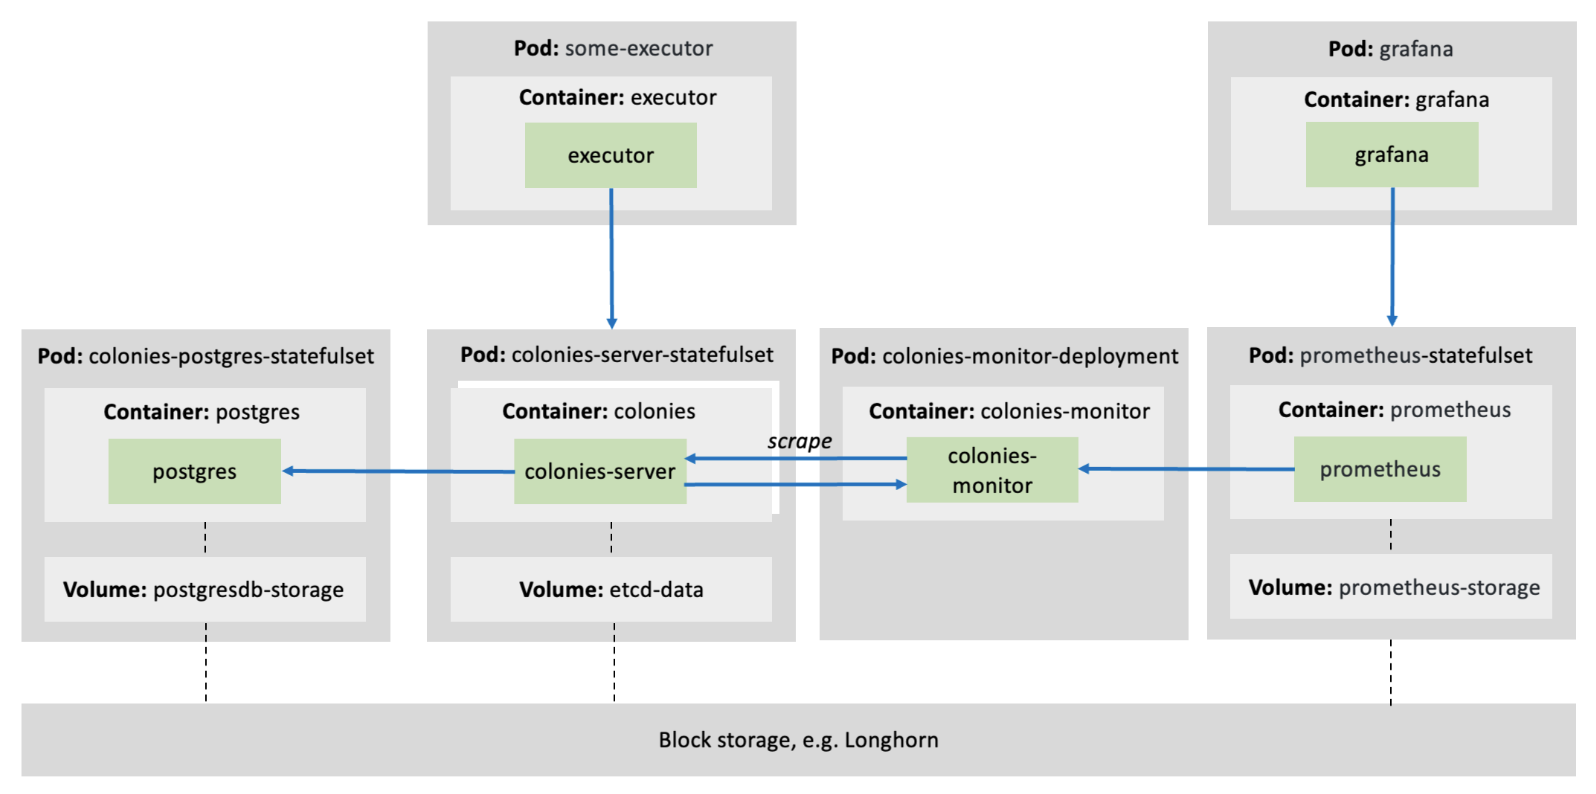 Pod: some-executor
Container: executor
executor
Pod: grafana
Container: grafana
grafana
Pod: colonies-postgres-statefulset
Container: postgres
postgres
Volume: postgresdb-storage
Pod: colonies-server-statefulset
Container: colonies
colonies-server
Volume: etcd-data
scrape
Pod: colonies-monitor-deployment
Container: colonies-monitor
colonies-
monitor
Pod: prometheus-statefulset
Container: prometheus
prometheus
Volume: prometheus-storage
Block storage, e.g. Longhorn